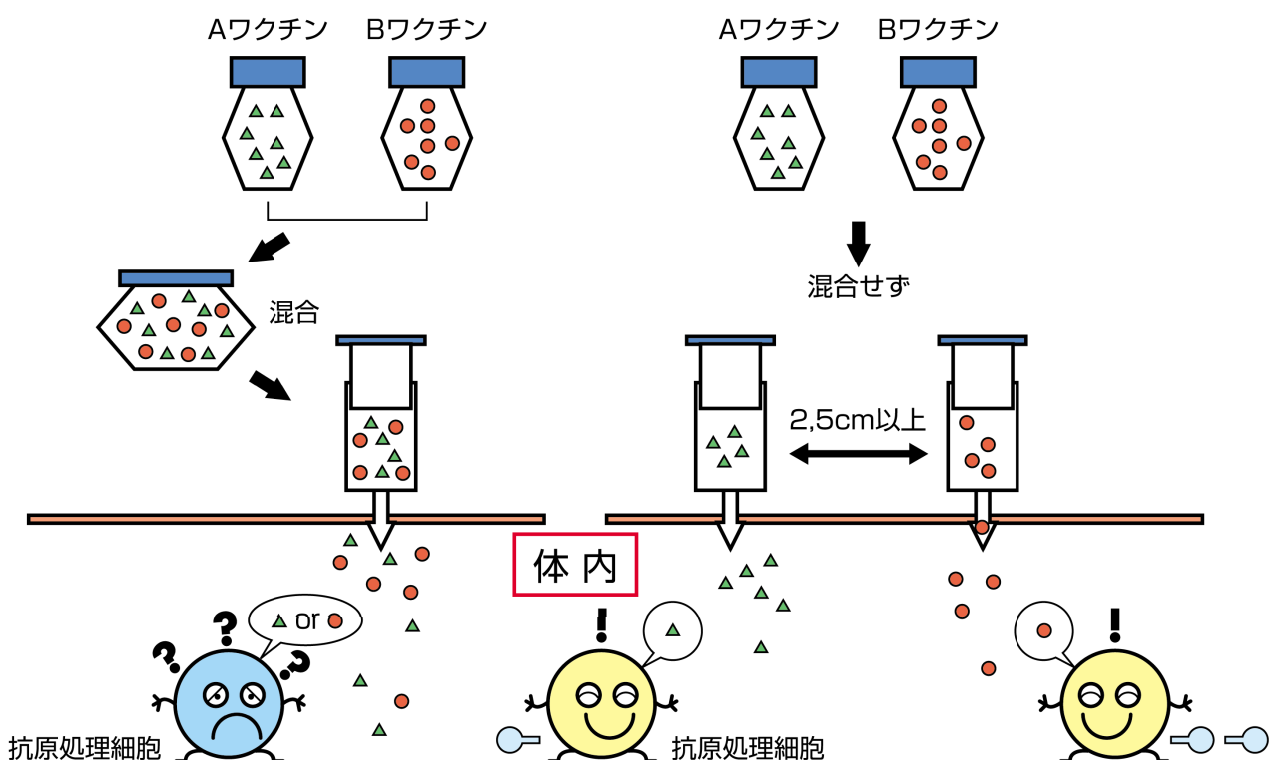 Aワクチン
Bワクチン
Aワクチン
Bワクチン
混合
混合せず
2,5cm以上
体内
? ? ?
or
!
!
抗原処理細胞
抗原処理細胞